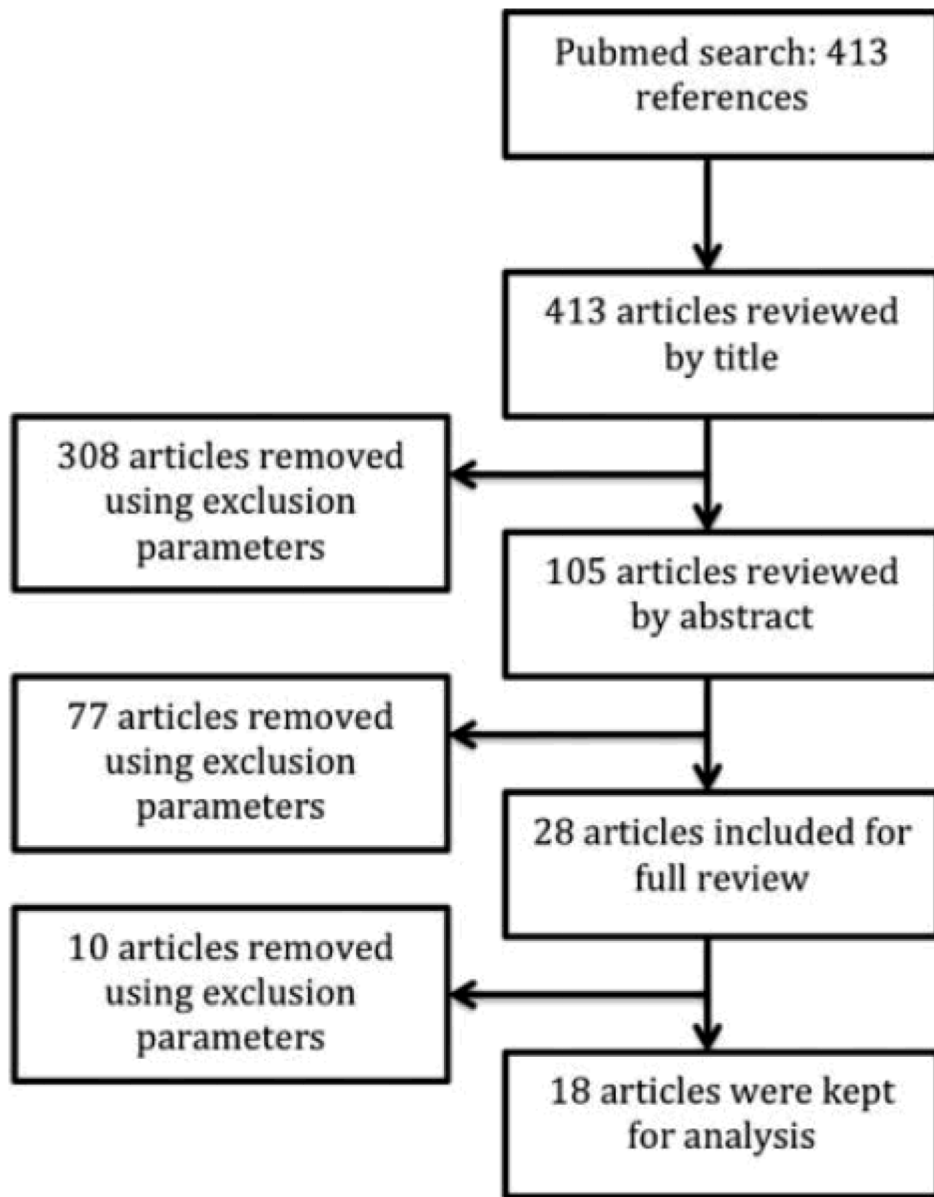 Pubmed search: 413
references
413 articles reviewed
by title
308 articles removed
using exclusion
parameters
105 articles reviewed
by abstract
77 articles removed
using exclusion
parameters
28 articles included for
full review
10 articles removed
using exclusion
parameters
18 articles were kept
for analysis